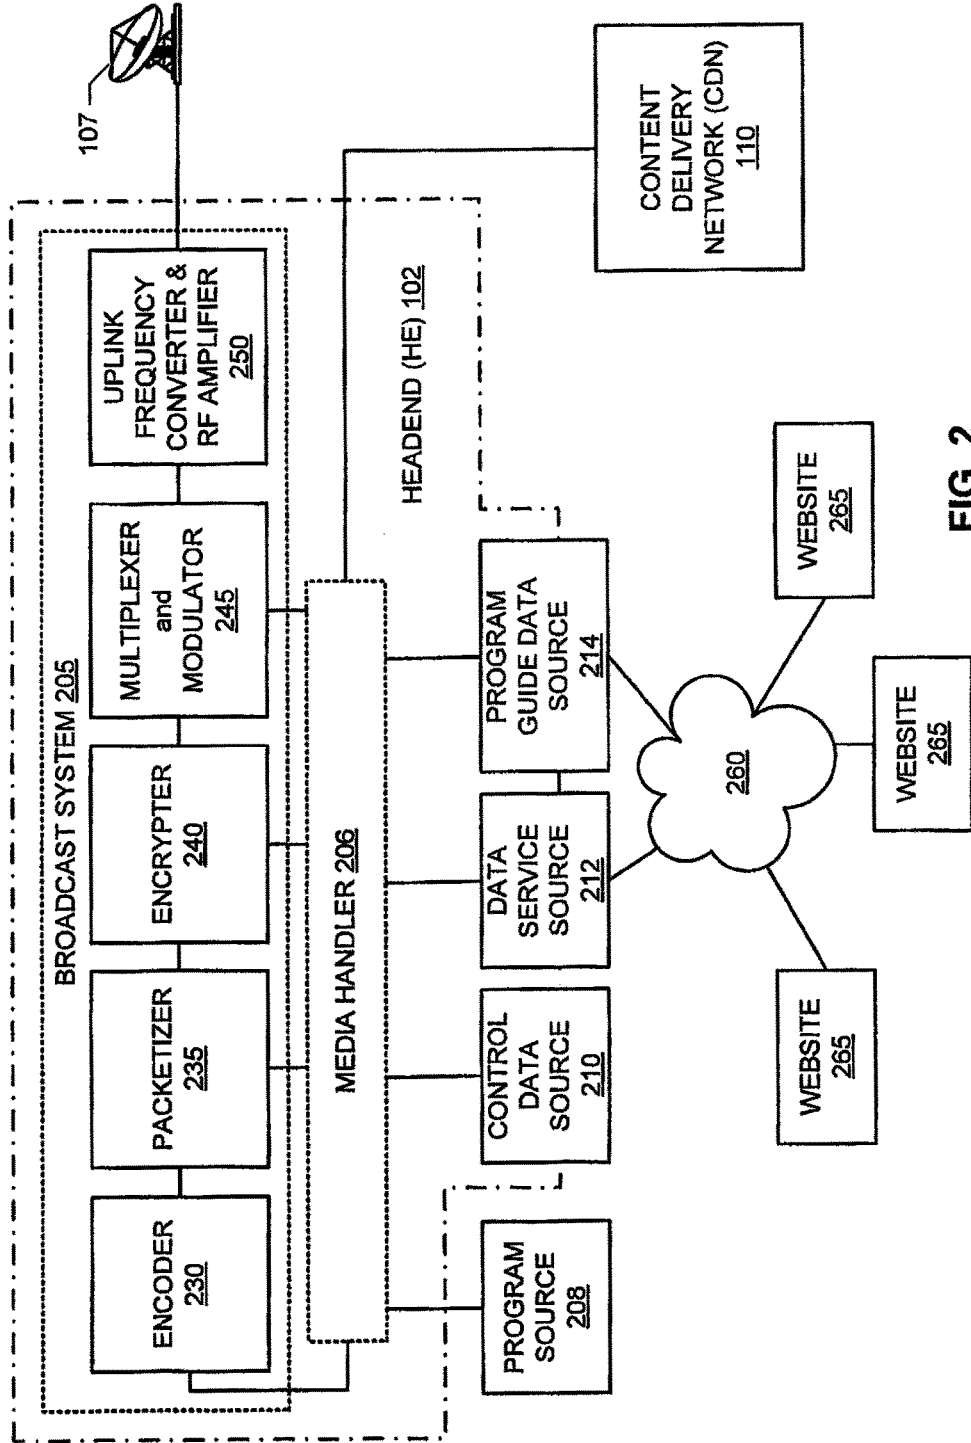 107
BROADCAST SYSTEM 205
ENCODER
230
PACKETIZER
235
ENCRYPTER
240
MULTIPLEXER
and
MODULATOR
245
UPLINK
FREQUENCY
CONVERTER &
RF AMPLIFIER
250
MEDIA HANDLER 206
HEADEND (HE) 102
PROGRAM
SOURCE
208
CONTROL
DATA
SOURCE
210
DATA
SERVICE
SOURCE
212
PROGRAM
GUIDE DATA
SOURCE
214
CONTENT
DELIVERY
NETWORK (CDN)
110
260
WEBSITE
265
WEBSITE
265
WEBSITE
265
FIG. 2